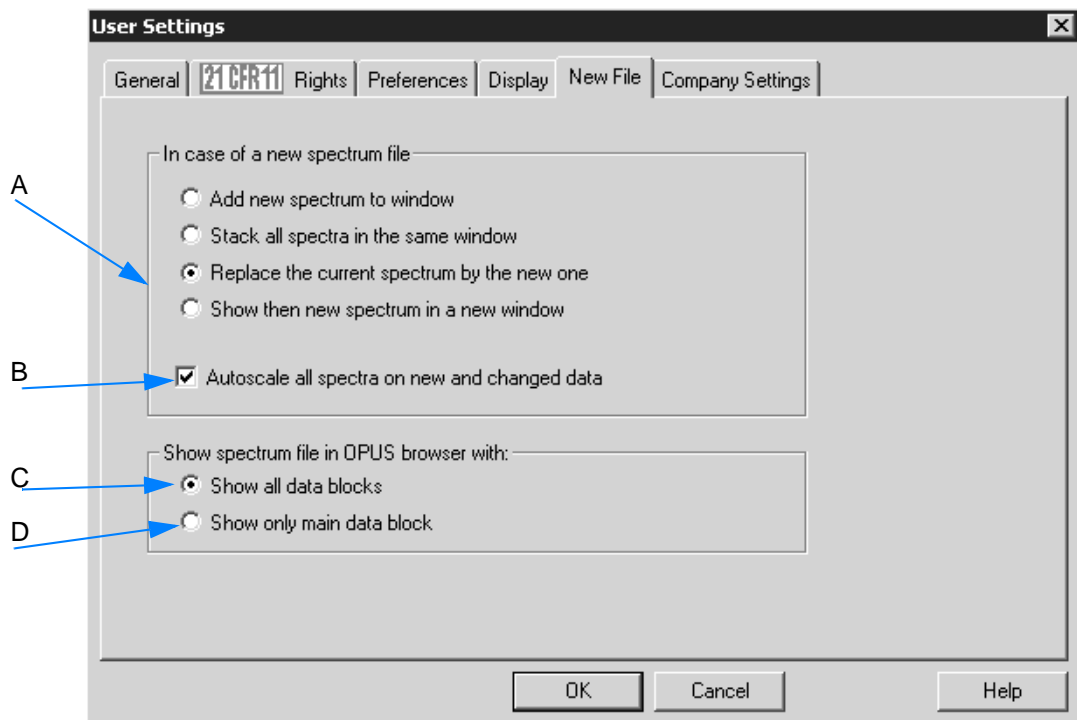 User Settings
General 21 CFR11 Rights Preferences Display New File Company Settings
In case of a new spectrum file
A
Add new spectrum to window
Stack all spectra in the same window
Replace the current spectrum by the new one
Show then new spectrum in a new window
B
Autoscale all spectra on new and changed data
Show spectrum file in OPUS browser with:
C
Show all data blocks
D
Show only main data block
OK Cancel Help